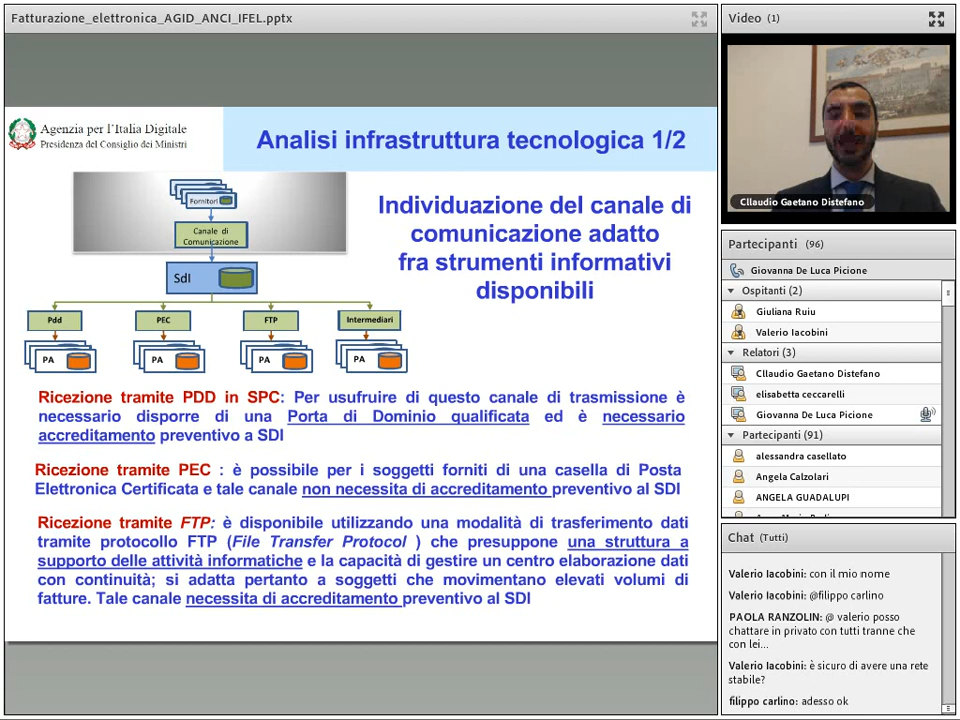 Fatturazione_elettronica_AGID_ANCI_IFEL.pptx
Agenzia per l'Italia Digitale
Presidenza del Consiglio dei Ministri
Analisi infrastruttura tecnologica 1/2
Fornitori
Canale di
Comunicazione
SdI
Pdd
PEC
FTP
Intermediari
PA
PA
PA
PA
Individuazione del canale di
comunicazione adatto
fra strumenti informativi
disponibili
Ricezione tramite PDD in SPC: Per usufruire di questo canale di trasmissione è
necessario disporre di una Porta di Dominio qualificata ed è necessario
accreditamento preventivo a SDI
Ricezione tramite PEC : è possibile per i soggetti forniti di una casella di Posta
Elettronica Certificata e tale canale non necessita di accreditamento preventivo al SDI
Ricezione tramite FTP: è disponibile utilizzando una modalità di trasferimento dati
tramite protocollo FTP (File Transfer Protocol ) che presuppone una struttura a
supporto delle attività informatiche e la capacità di gestire un centro elaborazione dati
con continuità; si adatta pertanto a soggetti che movimentano elevati volumi di
fatture. Tale canale necessita di accreditamento preventivo al SDI
Video (1)
Cllaudio Gaetano Distefano
Partecipanti (96)
Giovanna De Luca Picione
Ospitanti (2)
Giuliana Ruiu
Valerio Iacobini
Relatori (3)
Cllaudio Gaetano Distefano
elisabetta ceccarelli
Giovanna De Luca Picione
Partecipanti (91)
alessandra casellato
Angela Calzolari
ANGELA GUADALUPI
Chat (Tutti)
Valerio Iacobini: con il mio nome
Valerio Iacobini: @filippo carlino
PAOLA RANZOLIN: @ valerio posso
chattare in privato con tutti tranne che
con lei...
Valerio Iacobini: è sicuro di avere una rete
stabile?
filippo carlino: adesso ok